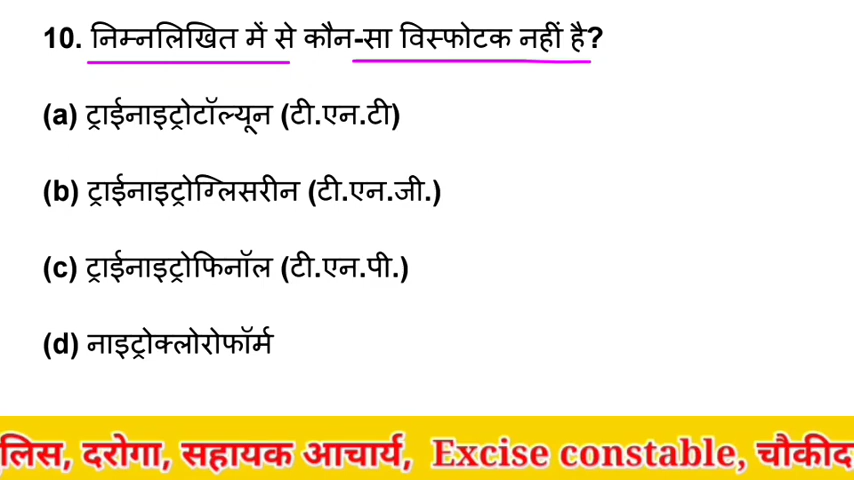 10. निम्नलिखित में से कौन-सा विस्फोटक नहीं है?
(a) ट्राईनाइट्रोटॉल्यून (टी.एन.टी)
(b) ट्राईनाइट्रोग्लिसरीन (टी.एन.जी.)
(c) ट्राईनाइट्रोफिनॉल (टी.एन.पी.)
(d) नाइट्रोक्लोरोफॉर्म
लिस, दरोगा, सहायक आचार्य, Excise constable, चौकीद